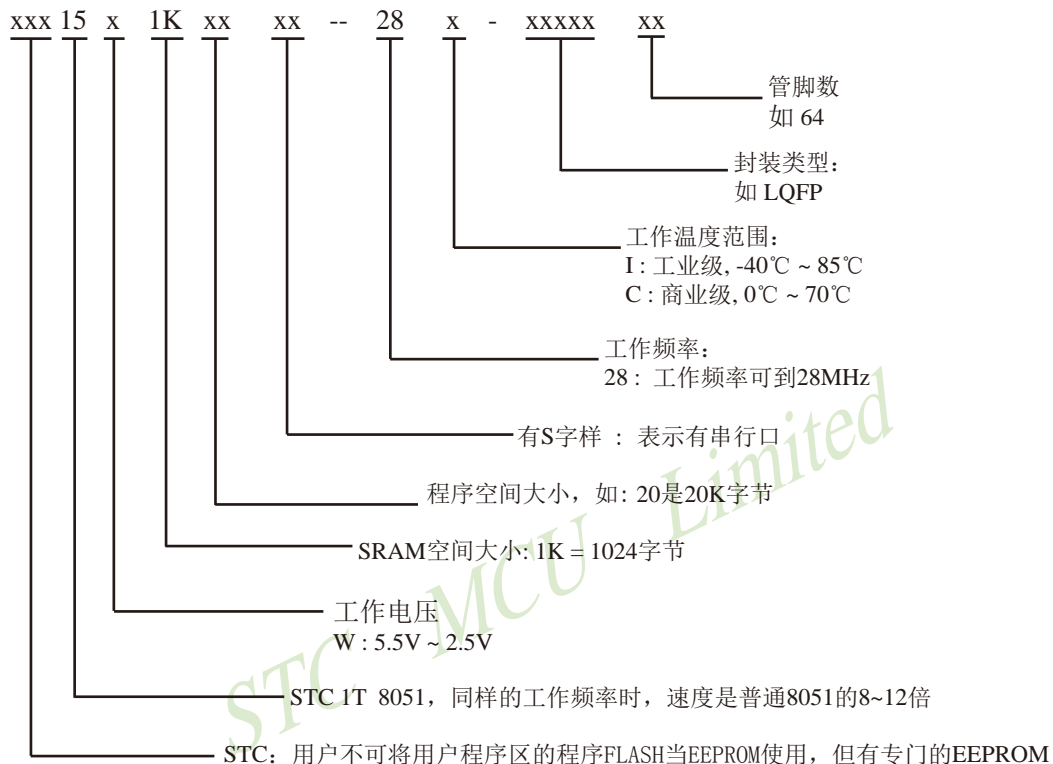 xxx 15 x 1K xx xx -- 28 x - xxxxx xx
管脚数
如 64
封装类型：
如 LQFP
工作温度范围：
I : 工业级, -40℃ ~ 85℃
C : 商业级, 0℃ ~ 70℃
工作频率：
28 : 工作频率可到28MHz
有S字样 : 表示有串行口
程序空间大小，如: 20是20K字节
SRAM空间大小: 1K = 1024字节
工作电压
W : 5.5V ~ 2.5V
STC 1T 8051，同样的工作频率时，速度是普通8051的8~12倍
STC：用户不可将用户程序区的程序FLASH当EEPROM使用，但有专门的EEPROM
STC MCU Limited